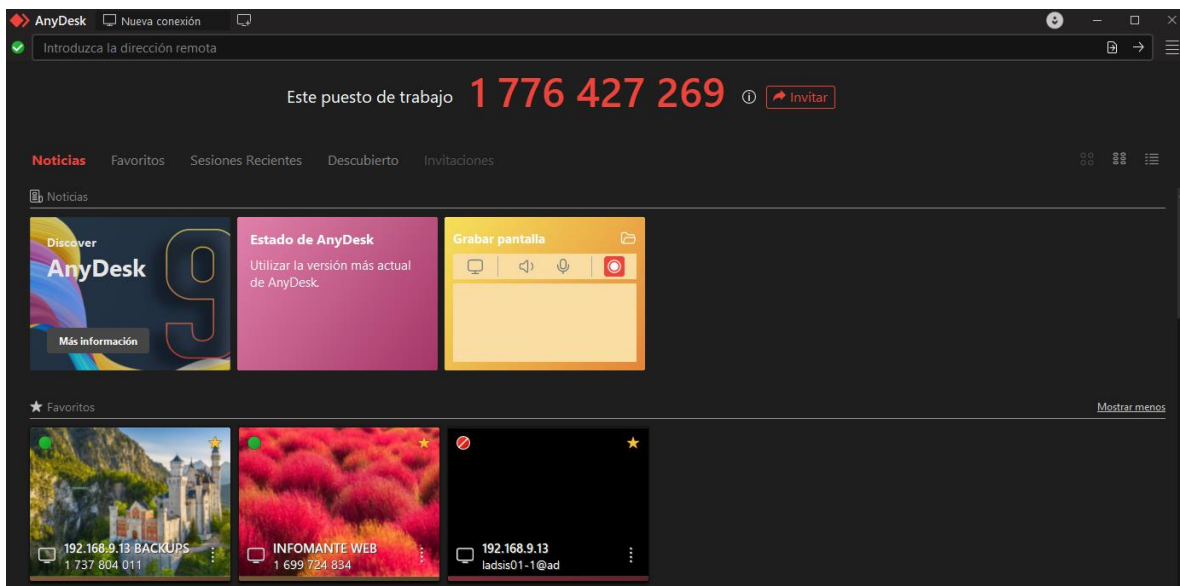 AnyDesk Nueva conexión
Introduzca la dirección remota
Este puesto de trabajo 1 776 427 269 Invitar
Noticias Favoritos Sesiones Recientes Descubierto Invitaciones
Noticias
Discover
AnyDesk
9
Más información
Estado de AnyDesk
Utilizar la versión más actual
de AnyDesk.
Grabar pantalla
Favoritos Mostrar menos
192.168.9.13 BACKUPS
1 737 804 011
INFOMANTE WEB
1 699 724 834
192.168.9.13
ladsis01-1@ad